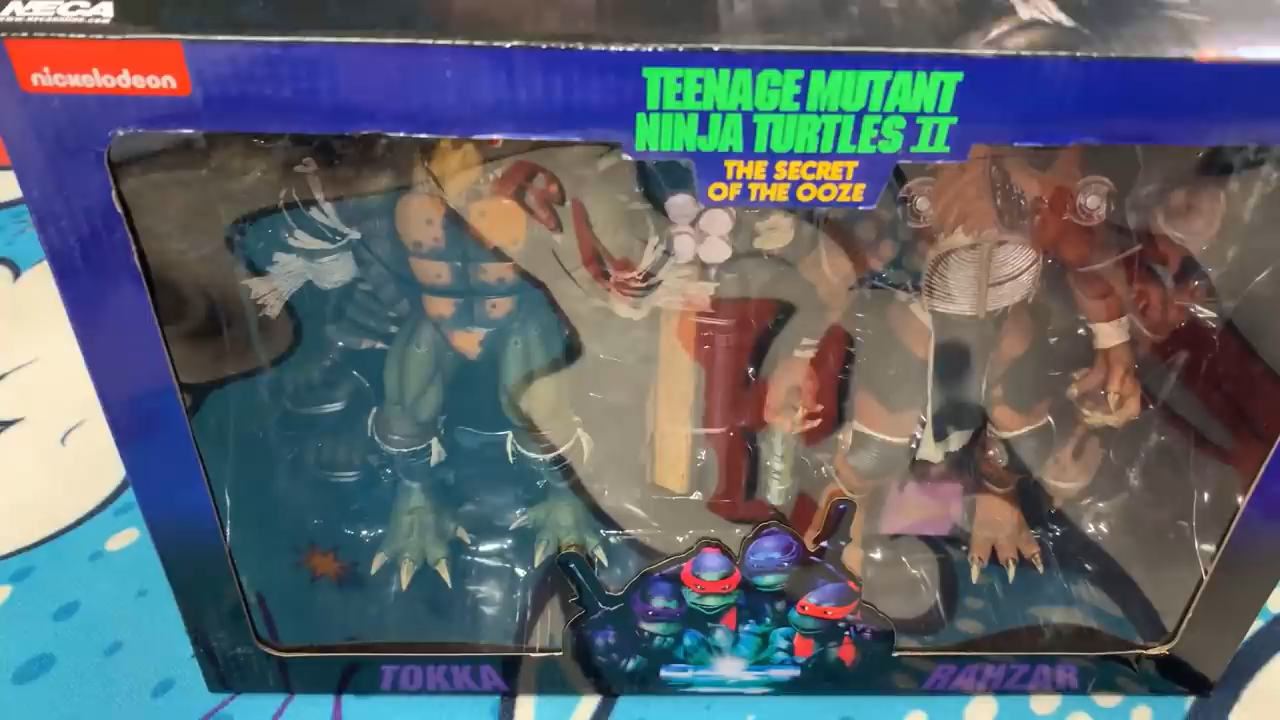 NECA
nickelodeon
TEENAGE MUTANT
NINJA TURTLES II
THE SECRET
OF THE OOZE
TOKKA
RAHZAR